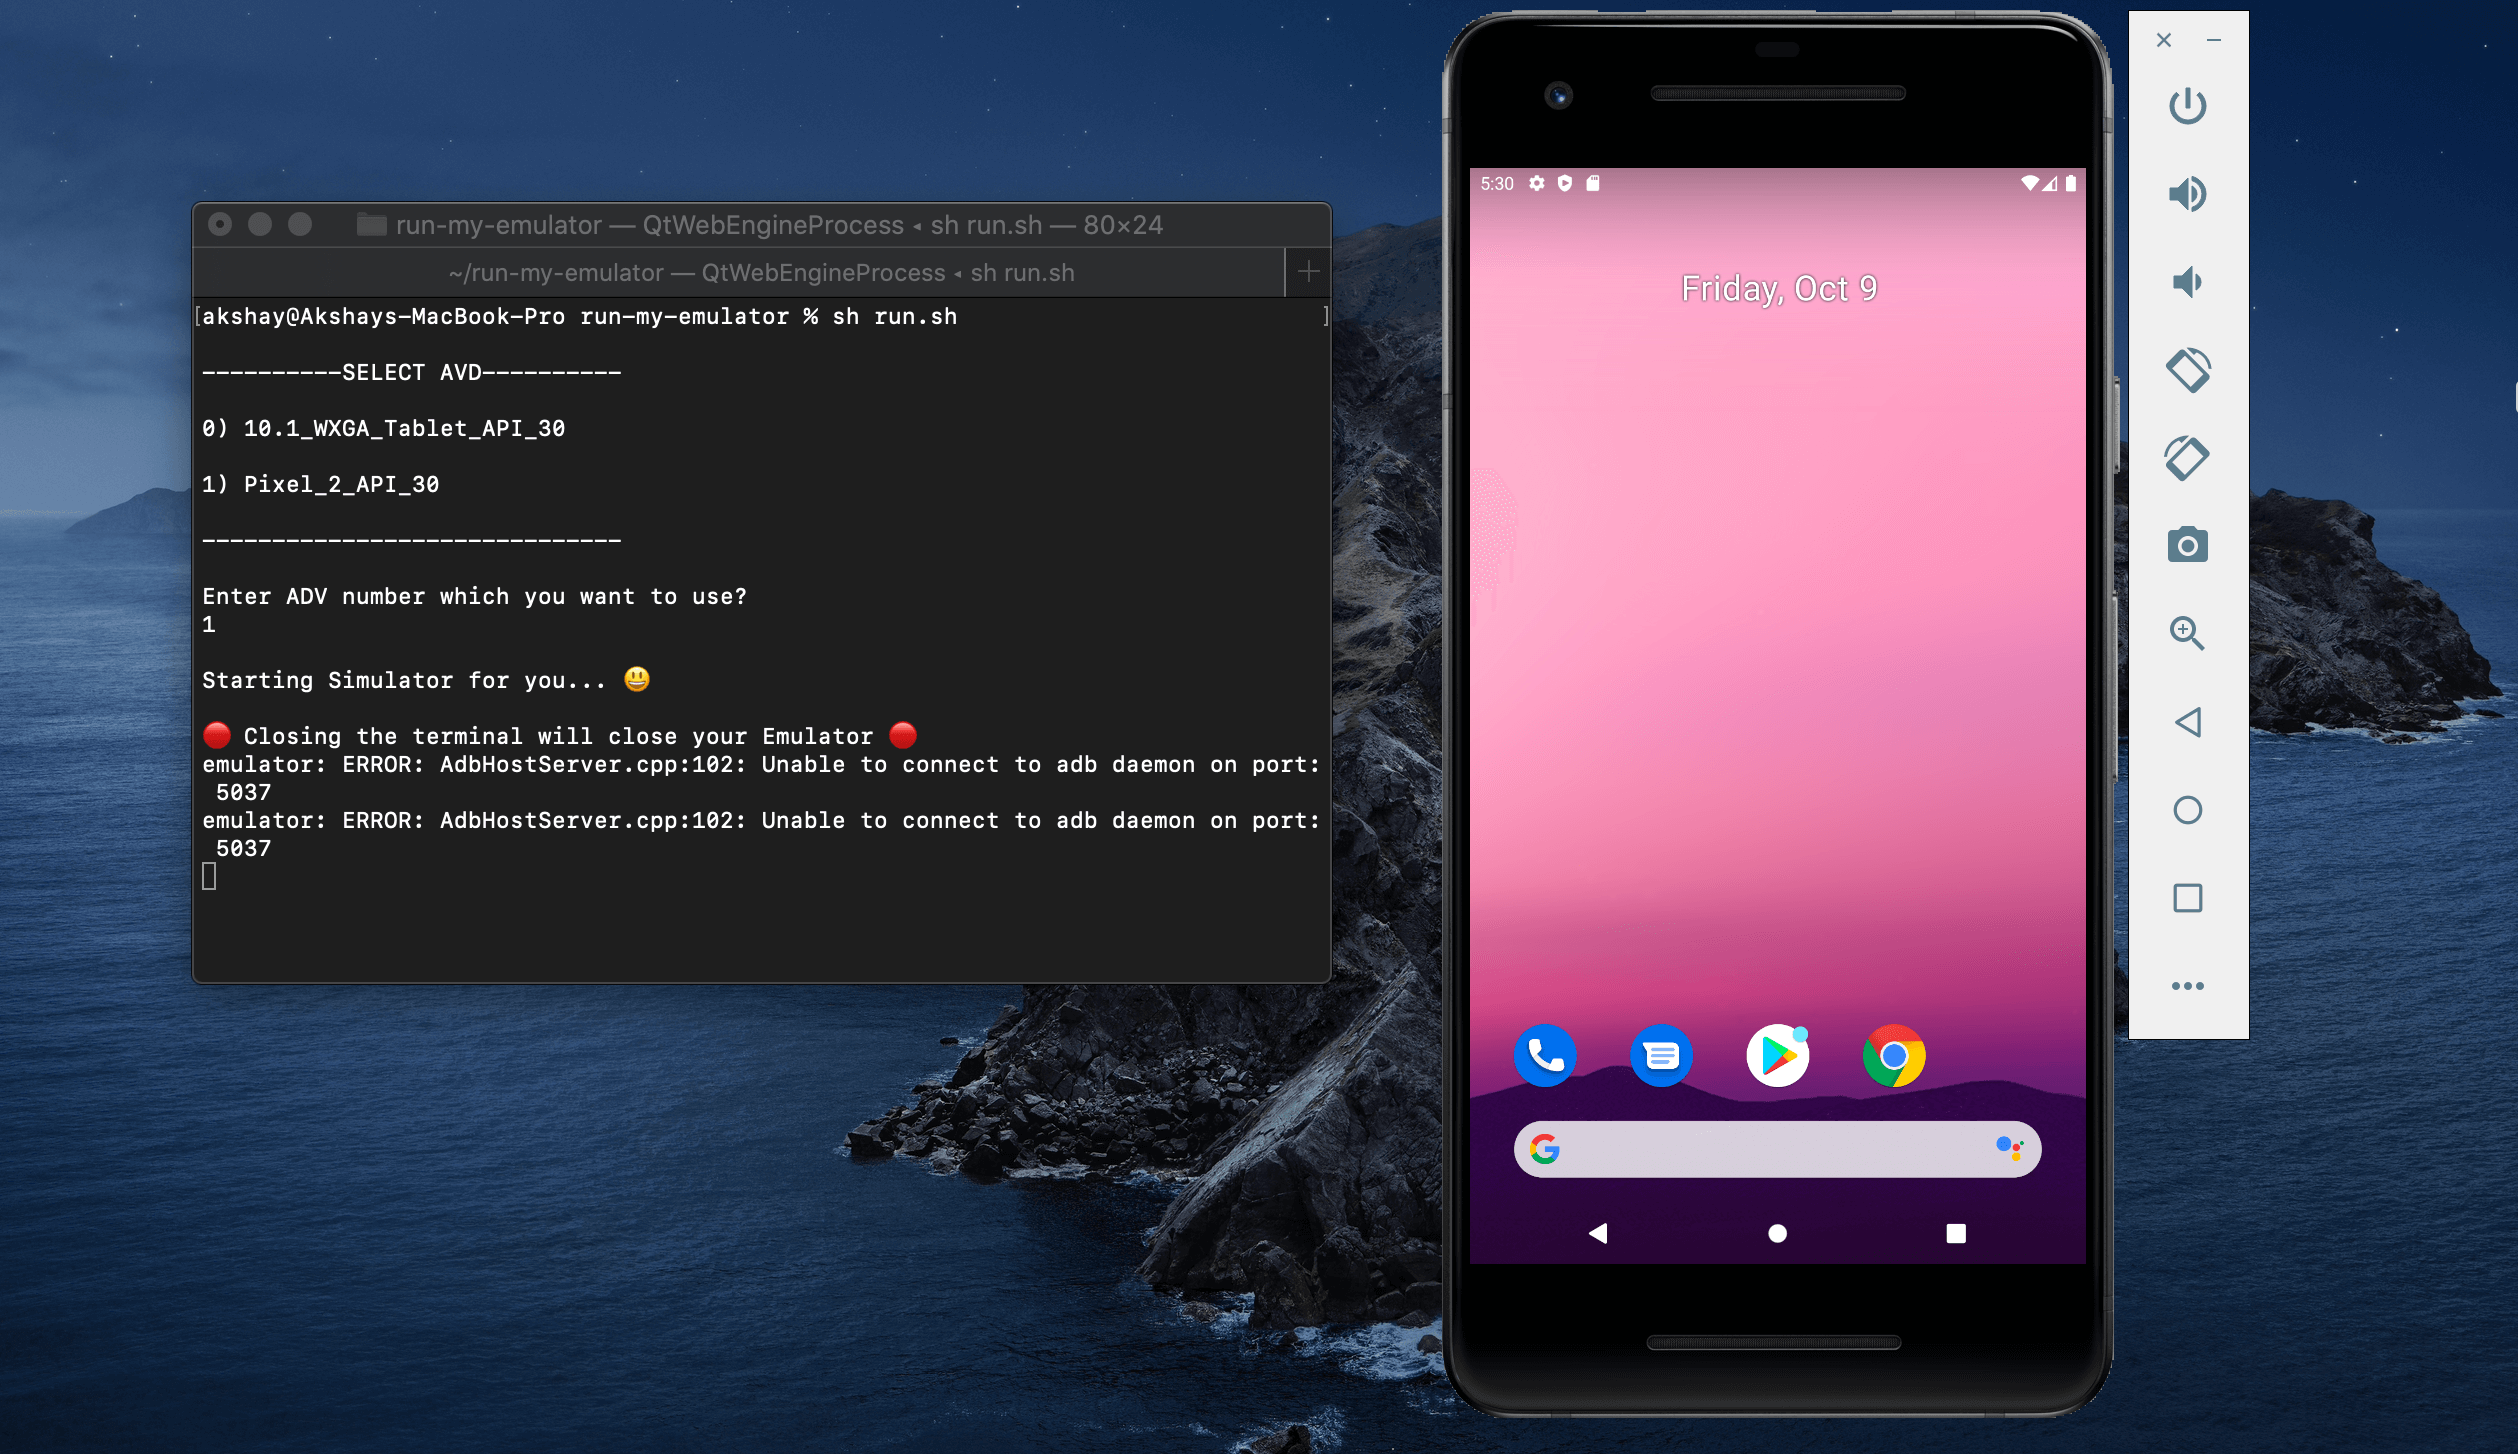 run-my-emulator — QtWebEngineProcess ◂ sh run.sh — 80×24
~/run-my-emulator — QtWebEngineProcess ◂ sh run.sh
[akshay@Akshays-MacBook-Pro run-my-emulator % sh run.sh ]
----------SELECT AVD----------
0) 10.1_WXGA_Tablet_API_30
1) Pixel_2_API_30
------------------------------
Enter ADV number which you want to use?
1
Starting Simulator for you... 😃
🔴 Closing the terminal will close your Emulator 🔴
emulator: ERROR: AdbHostServer.cpp:102: Unable to connect to adb daemon on port:
5037
emulator: ERROR: AdbHostServer.cpp:102: Unable to connect to adb daemon on port:
5037
5:30
Friday, Oct 9